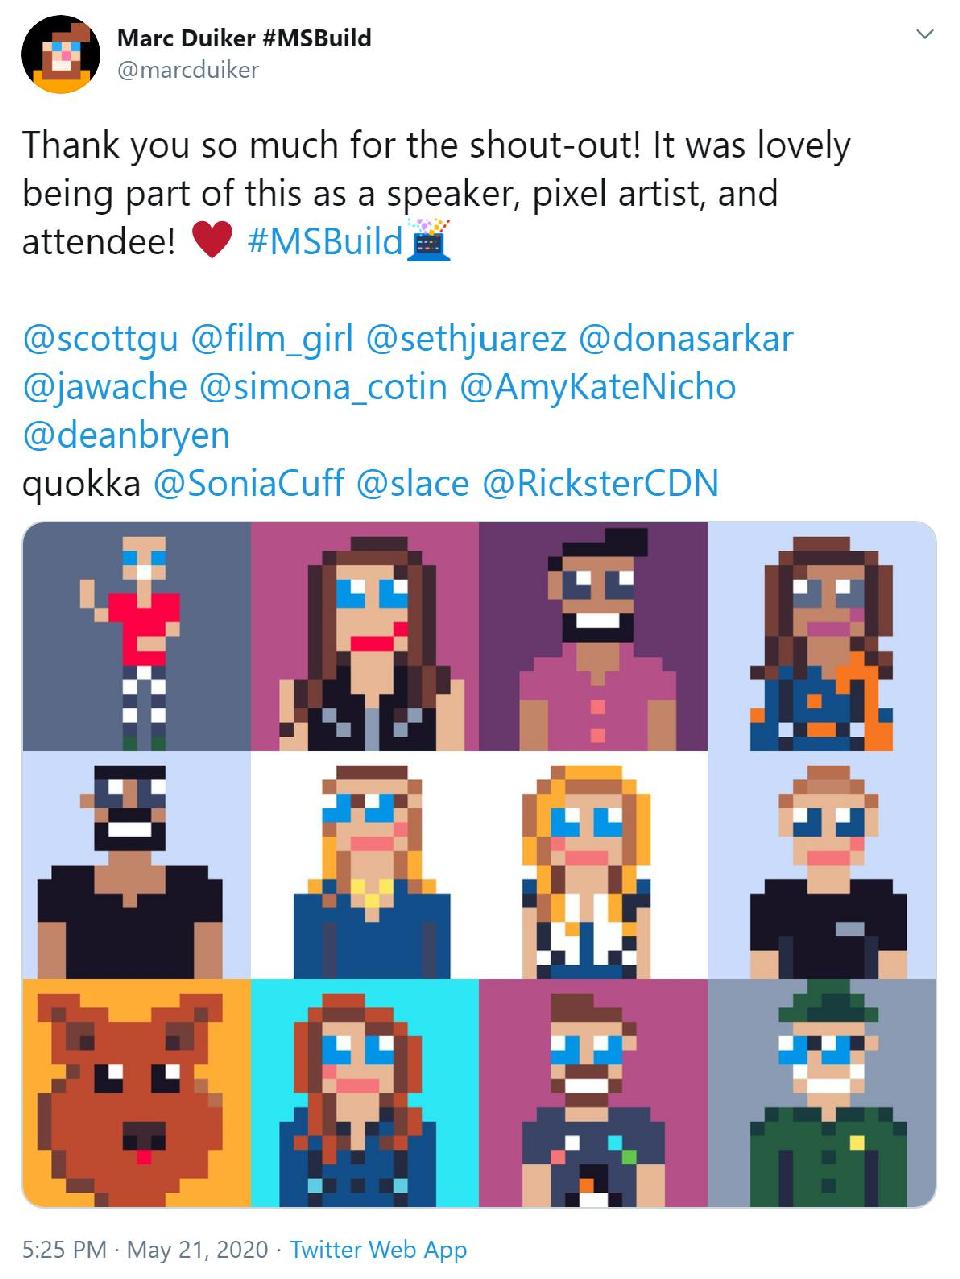 Marc Duiker #MSBuild
@marcduiker
Thank you so much for the shout-out! It was lovely
being part of this as a speaker, pixel artist, and
attendee! ❤️ #MSBuild
@scottgu @film_girl @sethjuarez @donasarkar
@jawache @simona_cotin @AmyKateNicho
@deanbryen
quokka @SoniaCuff @slace @RicksterCDN
5:25 PM · May 21, 2020 · Twitter Web App